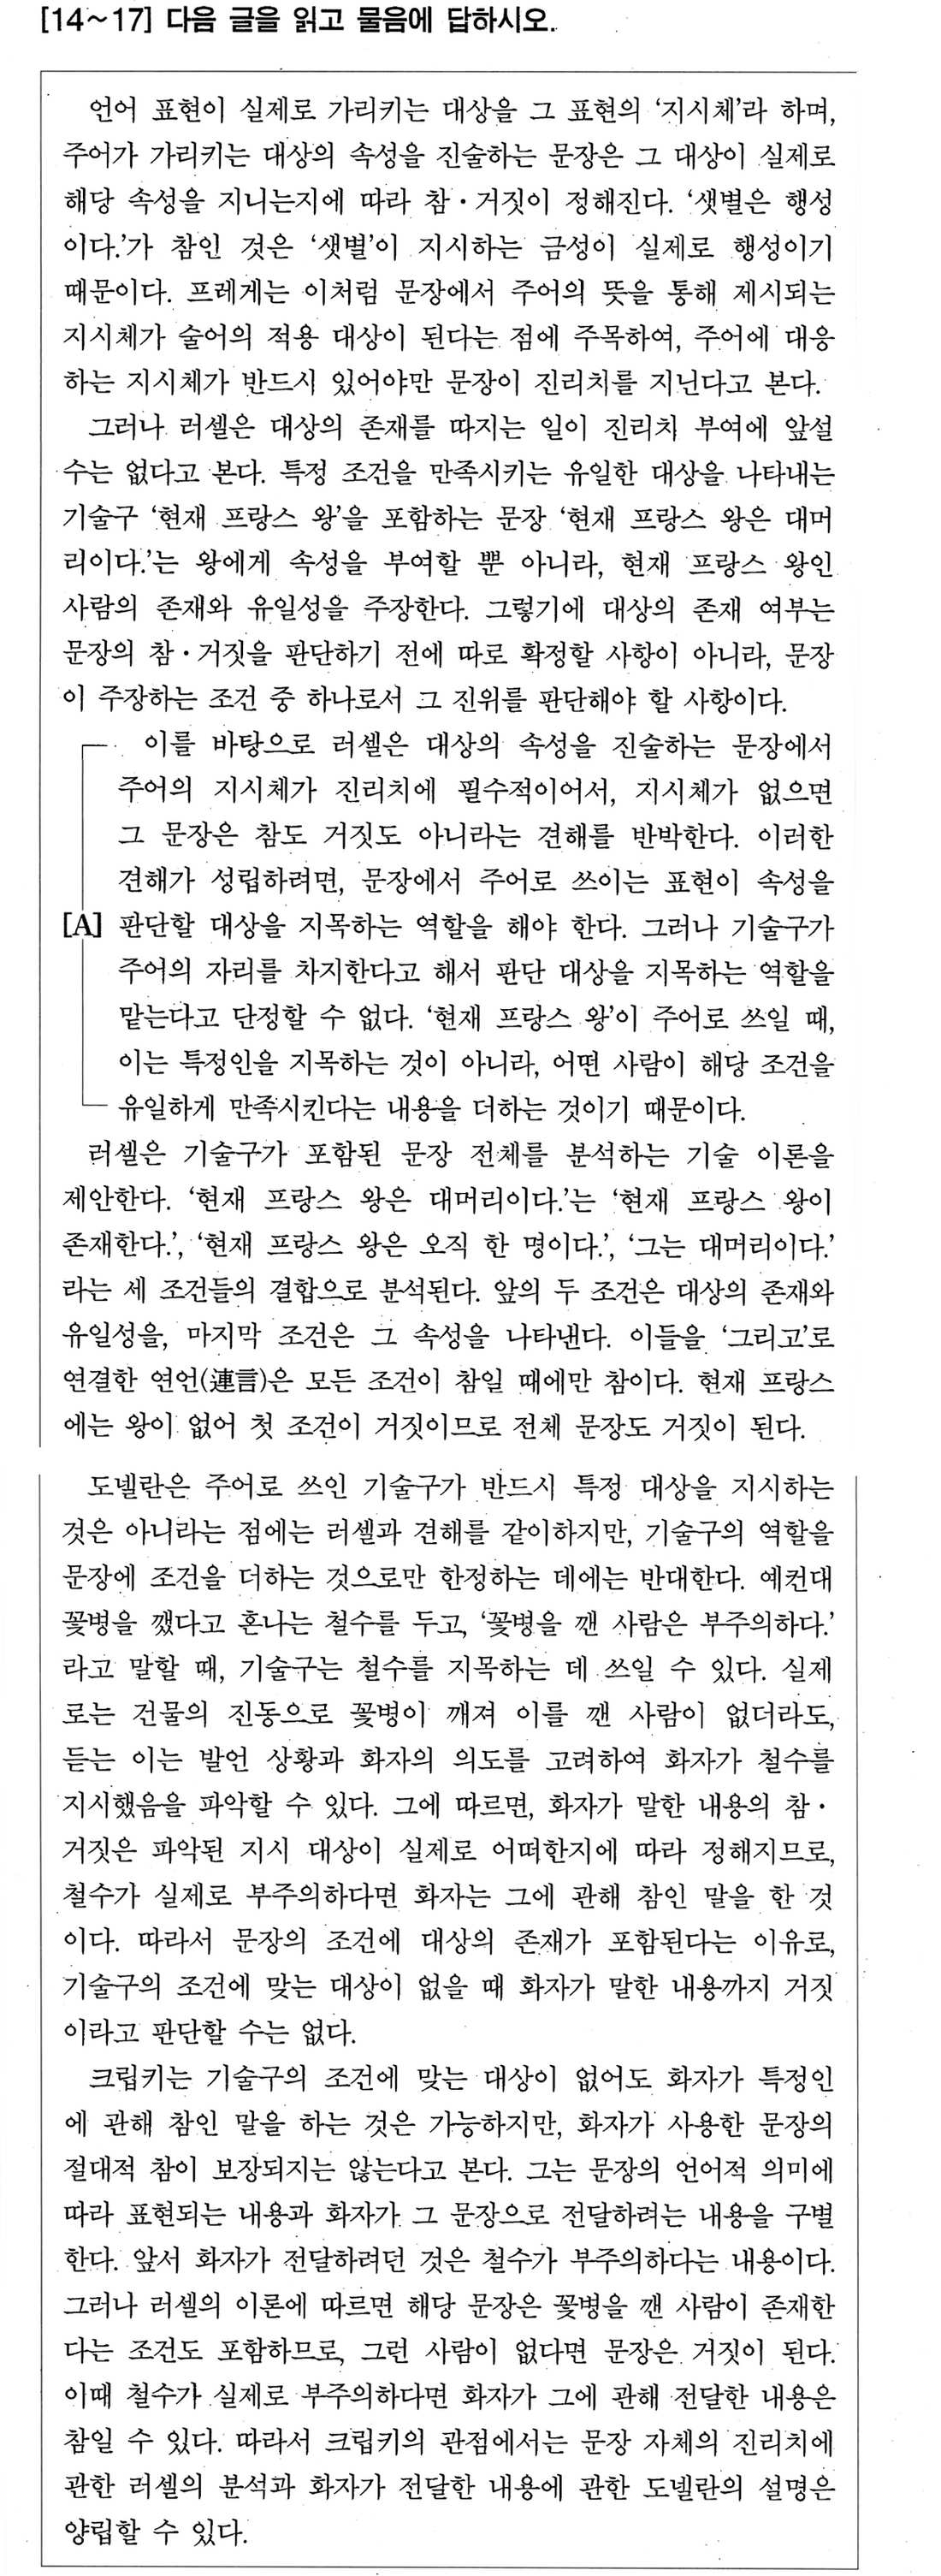 [14~17] 다음 글을 읽고 물음에 답하시오.
언어 표현이 실제로 가리키는 대상을 그 표현의 ‘지시체’라 하며,
주어가 가리키는 대상의 속성을 진술하는 문장은 그 대상이 실제로
해당 속성을 지니는지에 따라 참·거짓이 정해진다. ‘샛별은 행성
이다.’가 참인 것은 ‘샛별’이 지시하는 금성이 실제로 행성이기
때문이다. 프레게는 이처럼 문장에서 주어의 뜻을 통해 제시되는
지시체가 술어의 적용 대상이 된다는 점에 주목하여, 주어에 대응
하는 지시체가 반드시 있어야만 문장이 진리치를 지닌다고 본다.
그러나 러셀은 대상의 존재를 따지는 일이 진리치 부여에 앞설
수는 없다고 본다. 특정 조건을 만족시키는 유일한 대상을 나타내는
기술구 ‘현재 프랑스 왕’을 포함하는 문장 ‘현재 프랑스 왕은 대머
리이다.’는 왕에게 속성을 부여할 뿐 아니라, 현재 프랑스 왕인
사람의 존재와 유일성을 주장한다. 그렇기에 대상의 존재 여부는
문장의 참·거짓을 판단하기 전에 따로 확정할 사항이 아니라, 문장
이 주장하는 조건 중 하나로서 그 진위를 판단해야 할 사항이다.
이를 바탕으로 러셀은 대상의 속성을 진술하는 문장에서
주어의 지시체가 진리치에 필수적이어서, 지시체가 없으면
그 문장은 참도 거짓도 아니라는 견해를 반박한다. 이러한
견해가 성립하려면, 문장에서 주어로 쓰이는 표현이 속성을
[A] 판단할 대상을 지목하는 역할을 해야 한다. 그러나 기술구가
주어의 자리를 차지한다고 해서 판단 대상을 지목하는 역할을
맡는다고 단정할 수 없다. ‘현재 프랑스 왕’이 주어로 쓰일 때,
이는 특정인을 지목하는 것이 아니라, 어떤 사람이 해당 조건을
유일하게 만족시킨다는 내용을 더하는 것이기 때문이다.
러셀은 기술구가 포함된 문장 전체를 분석하는 기술 이론을
제안한다. ‘현재 프랑스 왕은 대머리이다.’는 ‘현재 프랑스 왕이
존재한다.’, ‘현재 프랑스 왕은 오직 한 명이다.’, ‘그는 대머리이다.’
라는 세 조건들의 결합으로 분석된다. 앞의 두 조건은 대상의 존재와
유일성을, 마지막 조건은 그 속성을 나타낸다. 이들을 ‘그리고’로
연결한 연언(連言)은 모든 조건이 참일 때에만 참이다. 현재 프랑스
에는 왕이 없어 첫 조건이 거짓이므로 전체 문장도 거짓이 된다.
도넬란은 주어로 쓰인 기술구가 반드시 특정 대상을 지시하는
것은 아니라는 점에는 러셀과 견해를 같이하지만, 기술구의 역할을
문장에 조건을 더하는 것으로만 한정하는 데에는 반대한다. 예컨대
꽃병을 깼다고 혼나는 철수를 두고, ‘꽃병을 깬 사람은 부주의하다.’
라고 말할 때, 기술구는 철수를 지목하는 데 쓰일 수 있다. 실제
로는 건물의 진동으로 꽃병이 깨져 이를 깬 사람이 없더라도,
듣는 이는 발언 상황과 화자의 의도를 고려하여 화자가 철수를
지시했음을 파악할 수 있다. 그에 따르면, 화자가 말한 내용의 참·
거짓은 파악된 지시 대상이 실제로 어떠한지에 따라 정해지므로,
철수가 실제로 부주의하다면 화자는 그에 관해 참인 말을 한 것
이다. 따라서 문장의 조건에 대상의 존재가 포함된다는 이유로,
기술구의 조건에 맞는 대상이 없을 때 화자가 말한 내용까지 거짓
이라고 판단할 수는 없다.
크립키는 기술구의 조건에 맞는 대상이 없어도 화자가 특정인
에 관해 참인 말을 하는 것은 가능하지만, 화자가 사용한 문장의
절대적 참이 보장되지는 않는다고 본다. 그는 문장의 언어적 의미에
따라 표현되는 내용과 화자가 그 문장으로 전달하려는 내용을 구별
한다. 앞서 화자가 전달하려던 것은 철수가 부주의하다는 내용이다.
그러나 러셀의 이론에 따르면 해당 문장은 꽃병을 깬 사람이 존재한
다는 조건도 포함하므로, 그런 사람이 없다면 문장은 거짓이 된다.
이때 철수가 실제로 부주의하다면 화자가 그에 관해 전달한 내용은
참일 수 있다. 따라서 크립키의 관점에서는 문장 자체의 진리치에
관한 러셀의 분석과 화자가 전달한 내용에 관한 도넬란의 설명은
양립할 수 있다.